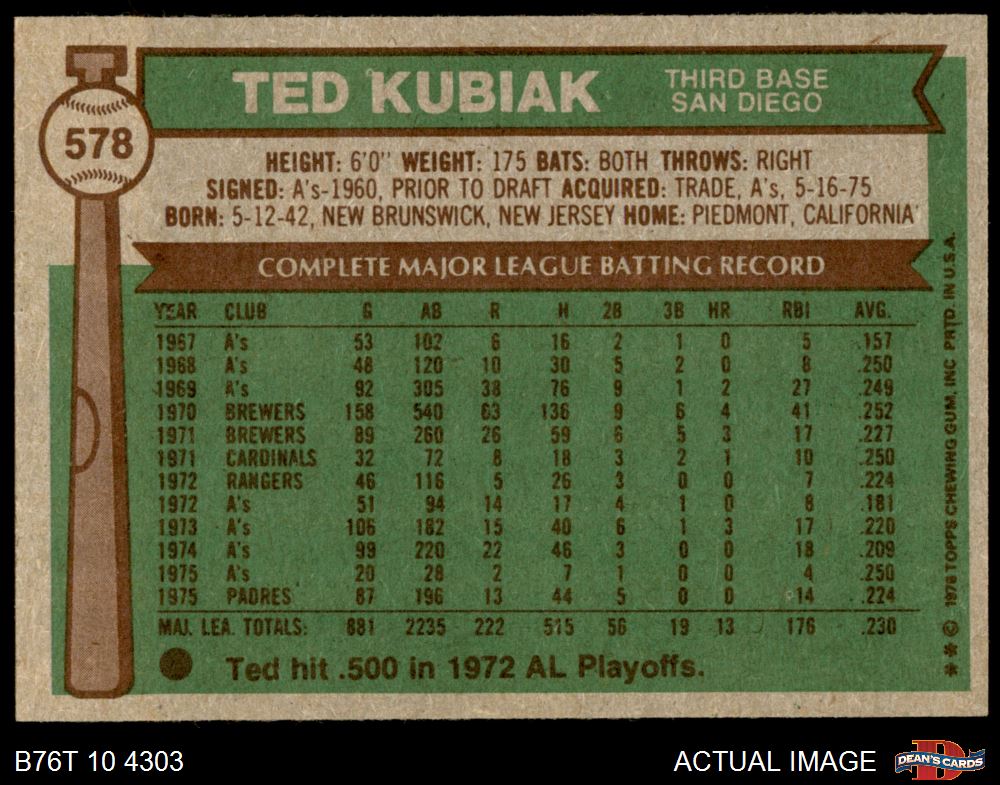 TED KUBIAK
THIRD BASE
SAN DIEGO
578
HEIGHT: 6'0" WEIGHT: 175 BATS: BOTH THROWS: RIGHT
SIGNED: A's-1960, PRIOR TO DRAFT ACQUIRED: TRADE, A's, 5-16-75
BORN: 5-12-42, NEW BRUNSWICK, NEW JERSEY HOME: PIEDMONT, CALIFORNIA
COMPLETE MAJOR LEAGUE BATTING RECORD
YEAR CLUB G AB R H 2B 3B HR RBI AVG.
1967 A's 53 102 6 16 2 1 0 5 .157
1968 A's 48 120 10 30 5 2 0 8 .250
1969 A's 92 305 38 76 9 1 2 27 .249
1970 BREWERS 158 540 63 136 9 6 4 41 .252
1971 BREWERS 89 260 26 59 6 5 3 17 .227
1971 CARDINALS 32 72 8 18 3 2 1 10 .250
1972 RANGERS 46 116 5 26 3 0 0 7 .224
1972 A's 51 94 14 17 4 1 0 8 .181
1973 A's 106 182 15 40 6 1 3 17 .220
1974 A's 99 220 22 46 3 0 0 18 .209
1975 A's 20 28 2 7 1 0 0 4 .250
1975 PADRES 87 196 13 44 5 0 0 14 .224
MAJ. LEA. TOTALS: 881 2235 222 515 56 19 13 176 .230
Ted hit .500 in 1972 AL Playoffs.
** © 1976 TOPPS CHEWING GUM, INC PRTD. IN U.S.A.
B76T 10 4303
ACTUAL IMAGE
DEAN'S CARDS